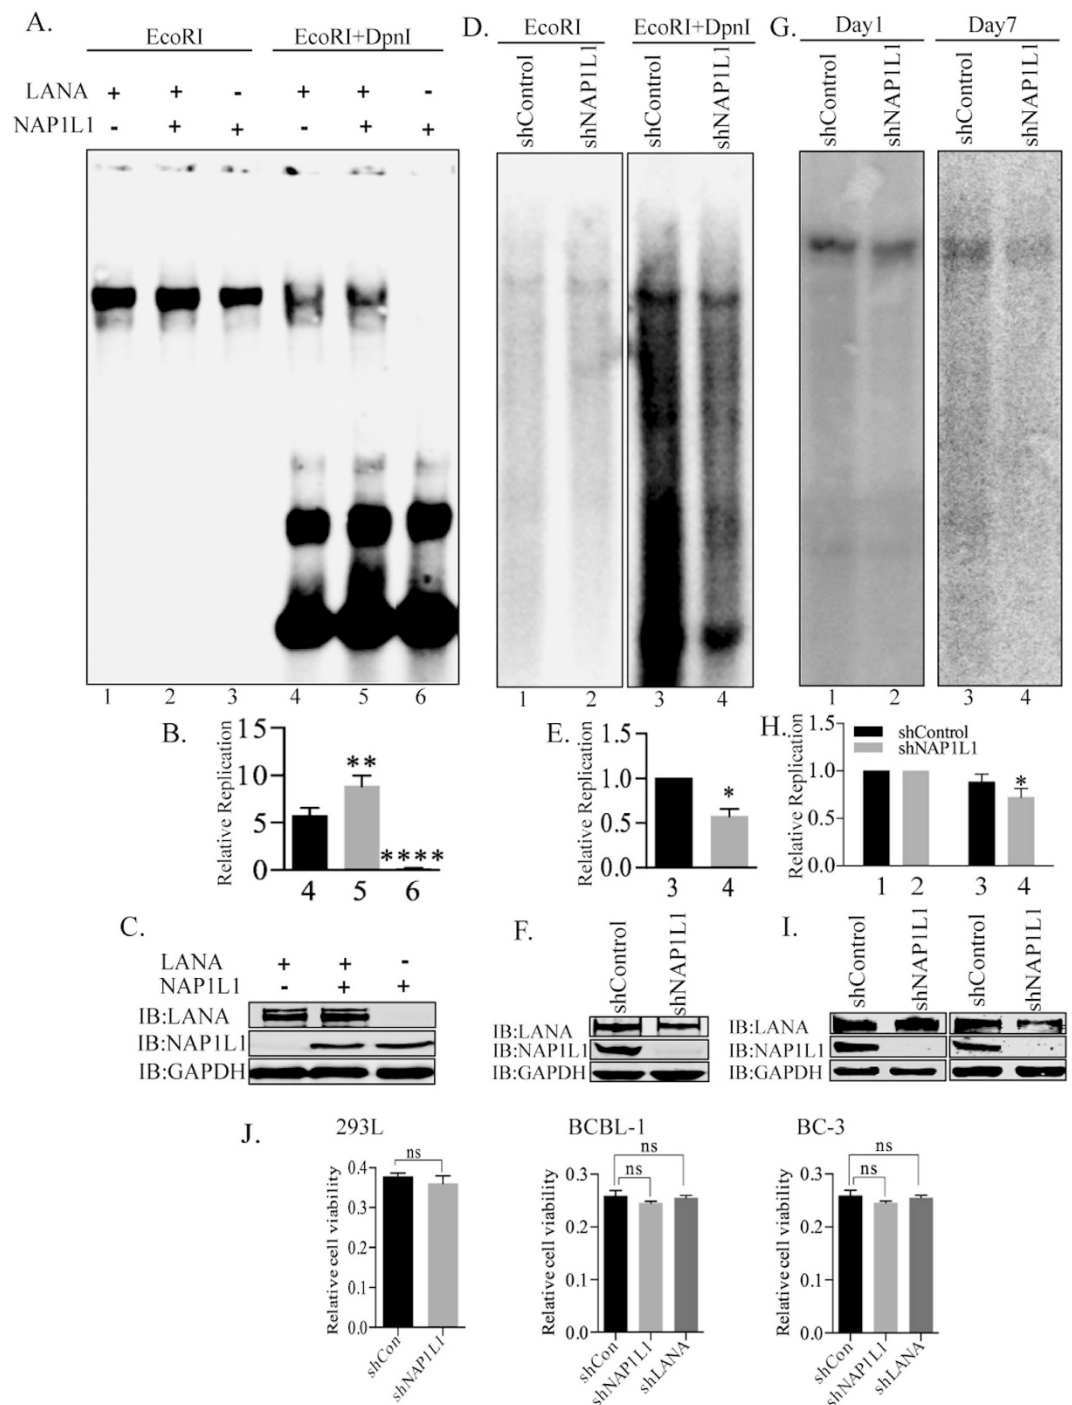 A.
EcoRI EcoRI+DpnI
LANA + + - + + -
NAP1L1 - + + - + +
1 2 3 4 5 6
B.
Relative Replication
15
10
5
0
**
****
4 5 6
C.
LANA + + -
NAP1L1 - + +
IB:LANA
IB:NAP1L1
IB:GAPDH
D.
EcoRI EcoRI+DpnI
shControl shNAP1L1 shControl shNAP1L1
1 2 3 4
E.
Relative Replication
1.5
1.0
0.5
0.0
*
3 4
F.
shControl shNAP1L1
IB:LANA
IB:NAP1L1
IB:GAPDH
G.
Day1 Day7
shControl shNAP1L1 shControl shNAP1L1
1 2 3 4
H.
Relative Replication
1.5
1.0
0.5
0.0
shControl
shNAP1L1
*
1 2 3 4
I.
shControl shNAP1L1 shControl shNAP1L1
IB:LANA
IB:NAP1L1
IB:GAPDH
J.
293L
Relative cell viability
0.4
0.3
0.2
0.1
0.0
ns
shCon shNAP1L1
BCBL-1
Relative cell viability
0.3
0.2
0.1
0.0
ns
ns
shCon shNAP1L1 shLANA
BC-3
Relative cell viability
0.3
0.2
0.1
0.0
ns
ns
shCon shNAP1L1 shLANA